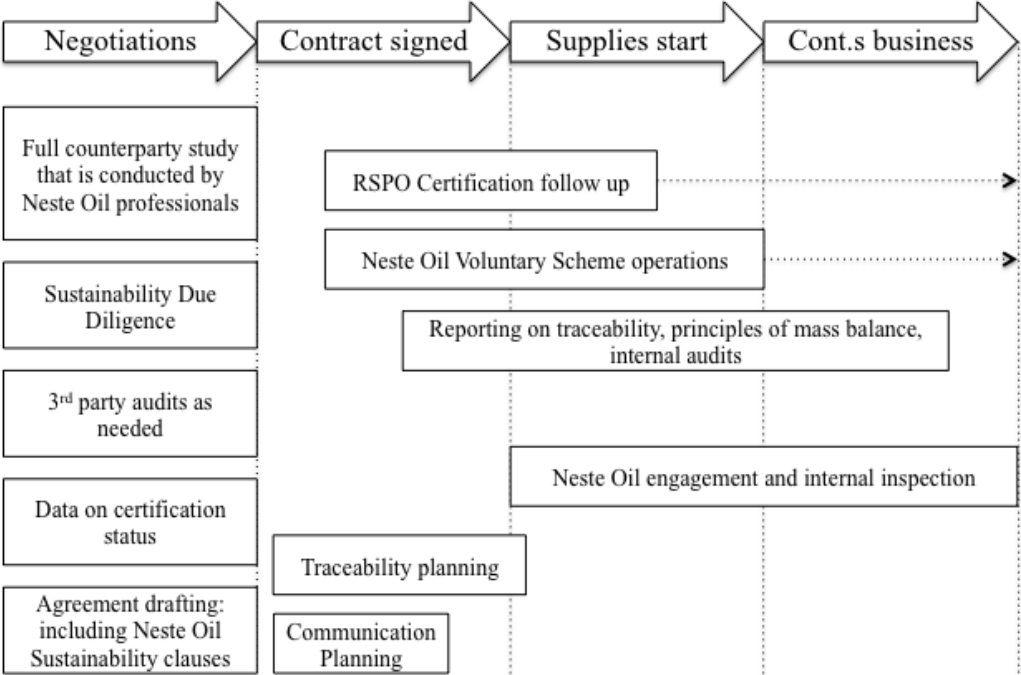 Negotiations
Contract signed
Supplies start
Cont.s business
Full counterparty study
that is conducted by
Neste Oil professionals
RSPO Certification follow up
Neste Oil Voluntary Scheme operations
Sustainability Due
Diligence
Reporting on traceability, principles of mass balance,
internal audits
3rd party audits as
needed
Neste Oil engagement and internal inspection
Data on certification
status
Traceability planning
Agreement drafting:
including Neste Oil
Sustainability clauses
Communication
Planning